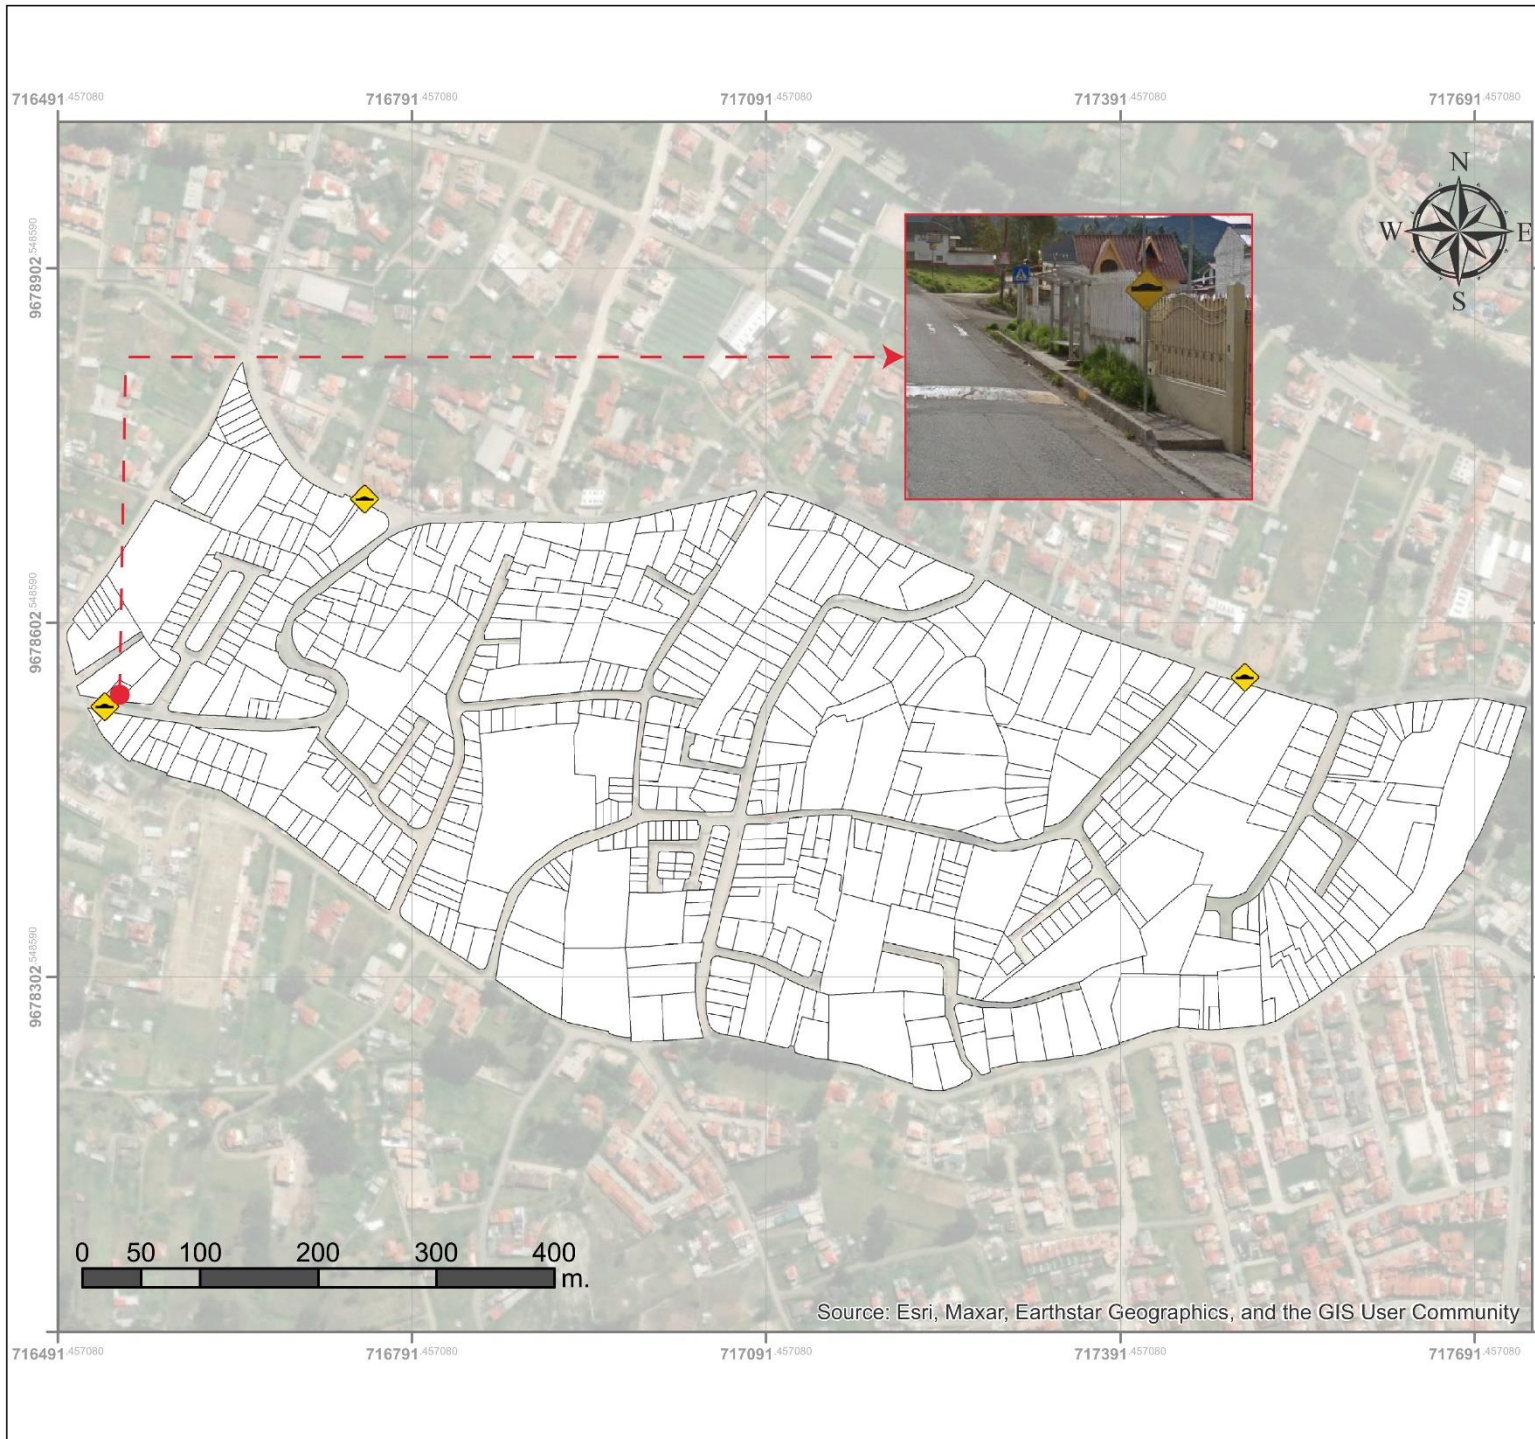 716491.457080 716791.457080 717091.457080 717391.457080 717691.457080
N
W E
S
9678902.548590
9678602.548590
9678302.548590
0 50 100 200 300 400
m.
Source: Esri, Maxar, Earthstar Geographics, and the GIS User Community
716491.457080 716791.457080 717091.457080 717391.457080 717691.457080